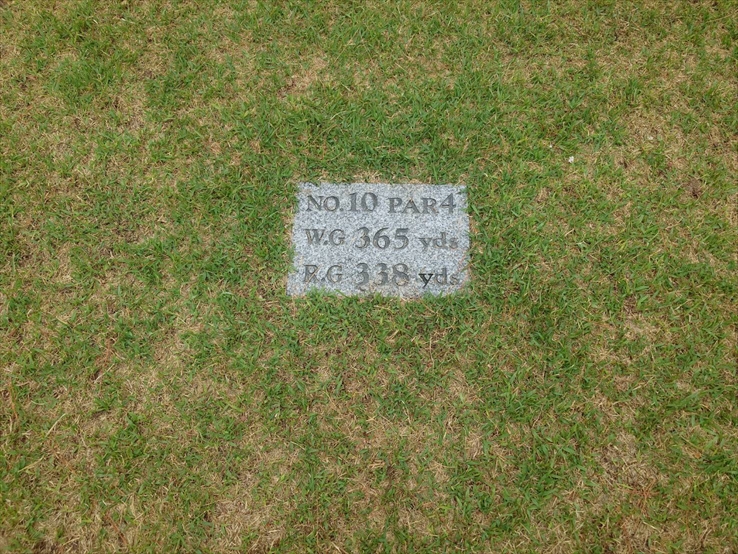 NO.10 PAR4
W.G 365 yds
R.G 338 yds